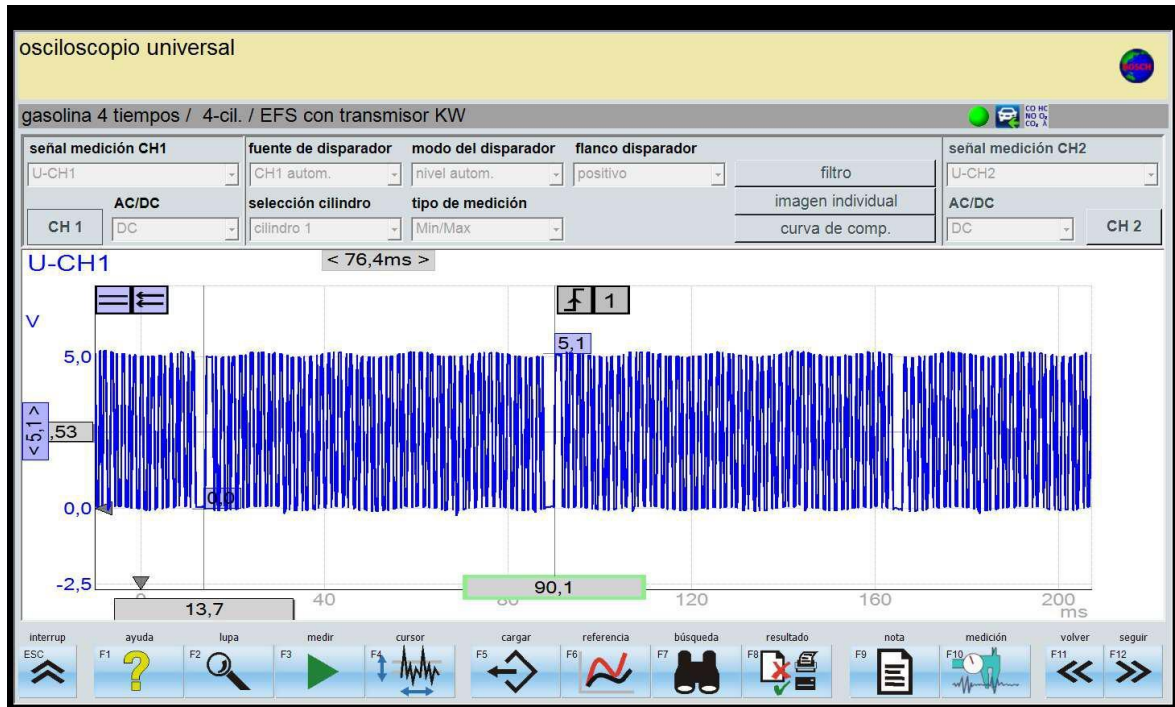 osciloscopio universal
BOSCH
gasolina 4 tiempos / 4-cil. / EFS con transmisor KW
CO HC
NO O₂
CO₂ λ
señal medición CH1
fuente de disparador
modo del disparador
flanco disparador
señal medición CH2
U-CH1
CH1 autom.
nivel autom.
positivo
filtro
U-CH2
AC/DC
selección cilindro
tipo de medición
imagen individual
AC/DC
CH 1
DC
cilindro 1
Min/Max
curva de comp.
DC
CH 2
U-CH1
< 76,4ms >
1
V
5,1
5,0
< 5,1 >
,53
0,0
0,0
-2,5
90,1
13,7
40
120
160
200
ms
interrup
ayuda
lupa
medir
cursor
cargar
referencia
búsqueda
resultado
nota
medición
volver
seguir
ESC
F1
F2
F3
F4
F5
F6
F7
F8
F9
F10
F11
F12